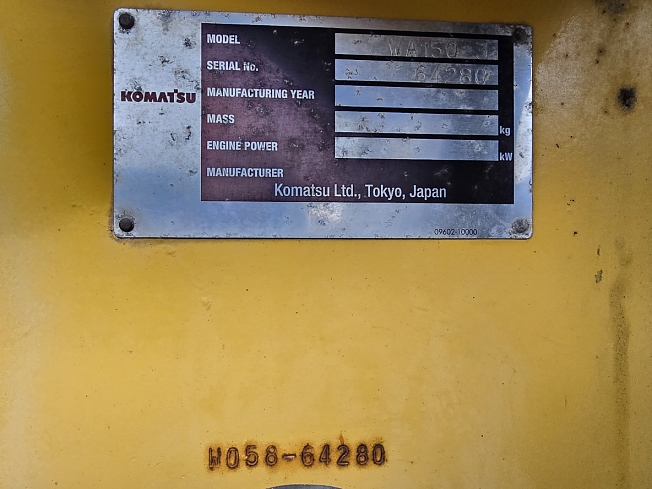 MODEL WA150
SERIAL No. 64280
KOMATSU
MANUFACTURING YEAR
MASS kg
ENGINE POWER kW
MANUFACTURER
Komatsu Ltd., Tokyo, Japan
09602-10000
H058-64280